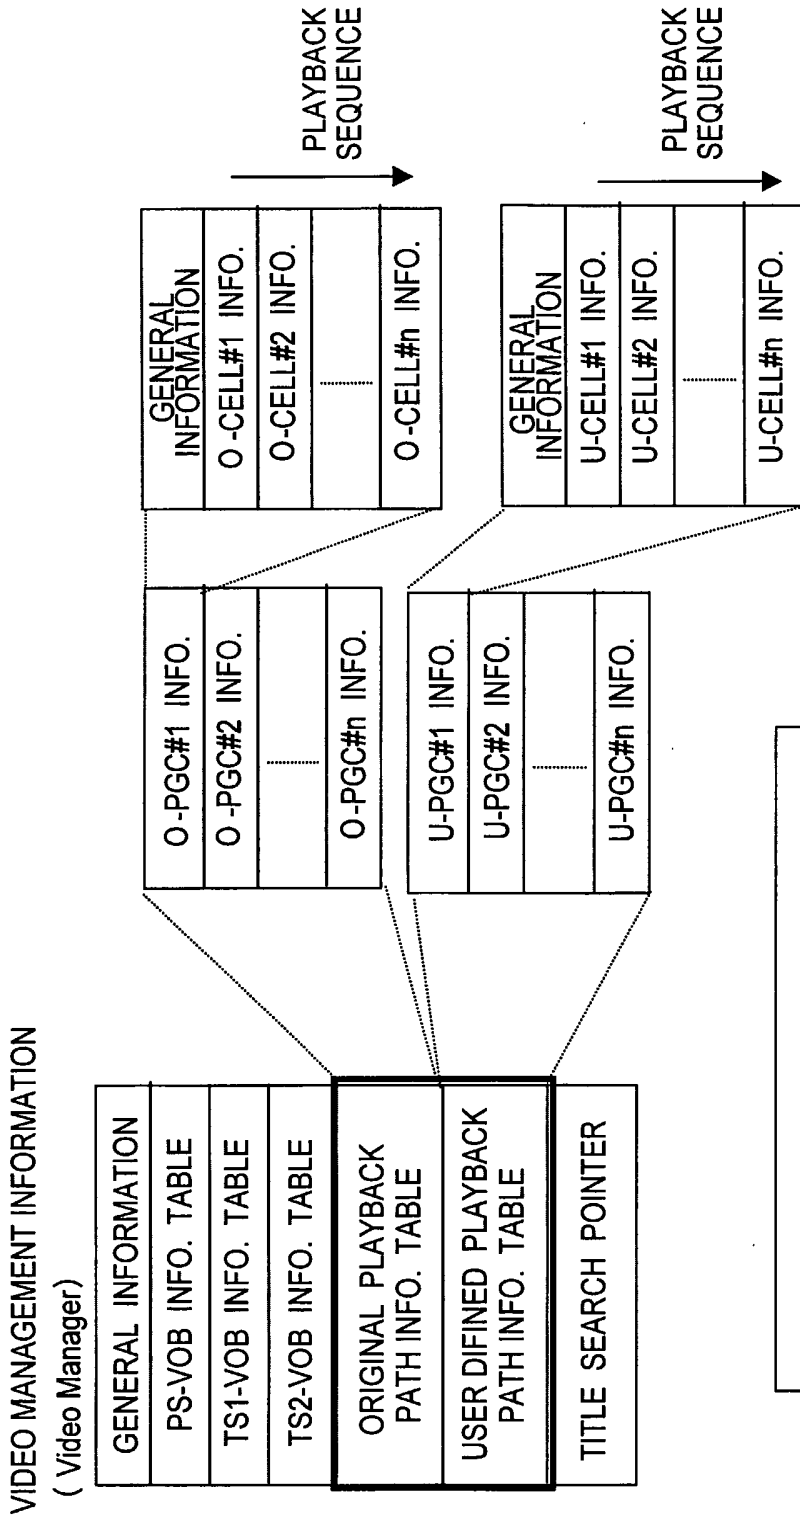 VIDEO MANAGEMENT INFORMATION
( Video Manager)
GENERAL INFORMATION
PS-VOB INFO. TABLE
TS1-VOB INFO. TABLE
TS2-VOB INFO. TABLE
ORIGINAL PLAYBACK
PATH INFO. TABLE
USER DIFINED PLAYBACK
PATH INFO. TABLE
TITLE SEARCH POINTER
O-PGC#1 INFO.
O-PGC#2 INFO.
O-PGC#n INFO.
U-PGC#1 INFO.
U-PGC#2 INFO.
U-PGC#n INFO.
GENERAL
INFORMATION
O-CELL#1 INFO.
O-CELL#2 INFO.
O-CELL#n INFO.
PLAYBACK
SEQUENCE
GENERAL
INFORMATION
U-CELL#1 INFO.
U-CELL#2 INFO.
U-CELL#n INFO.
PLAYBACK
SEQUENCE